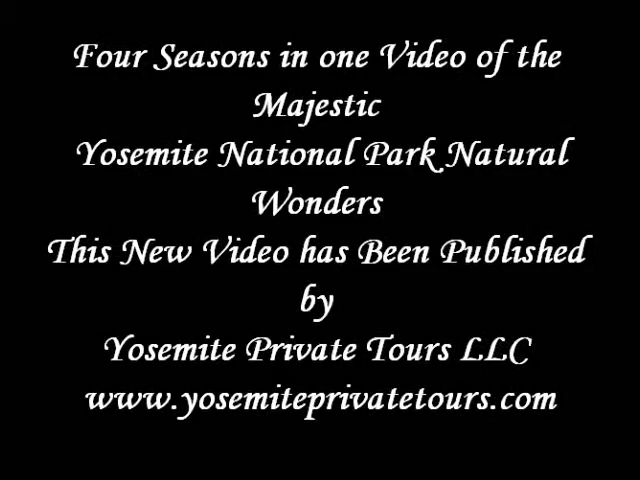 Four Seasons in one Video of the
Majestic
Yosemite National Park Natural
Wonders
This New Video has Been Published
by
Yosemite Private Tours LLC
www.yosemiteprivatetours.com